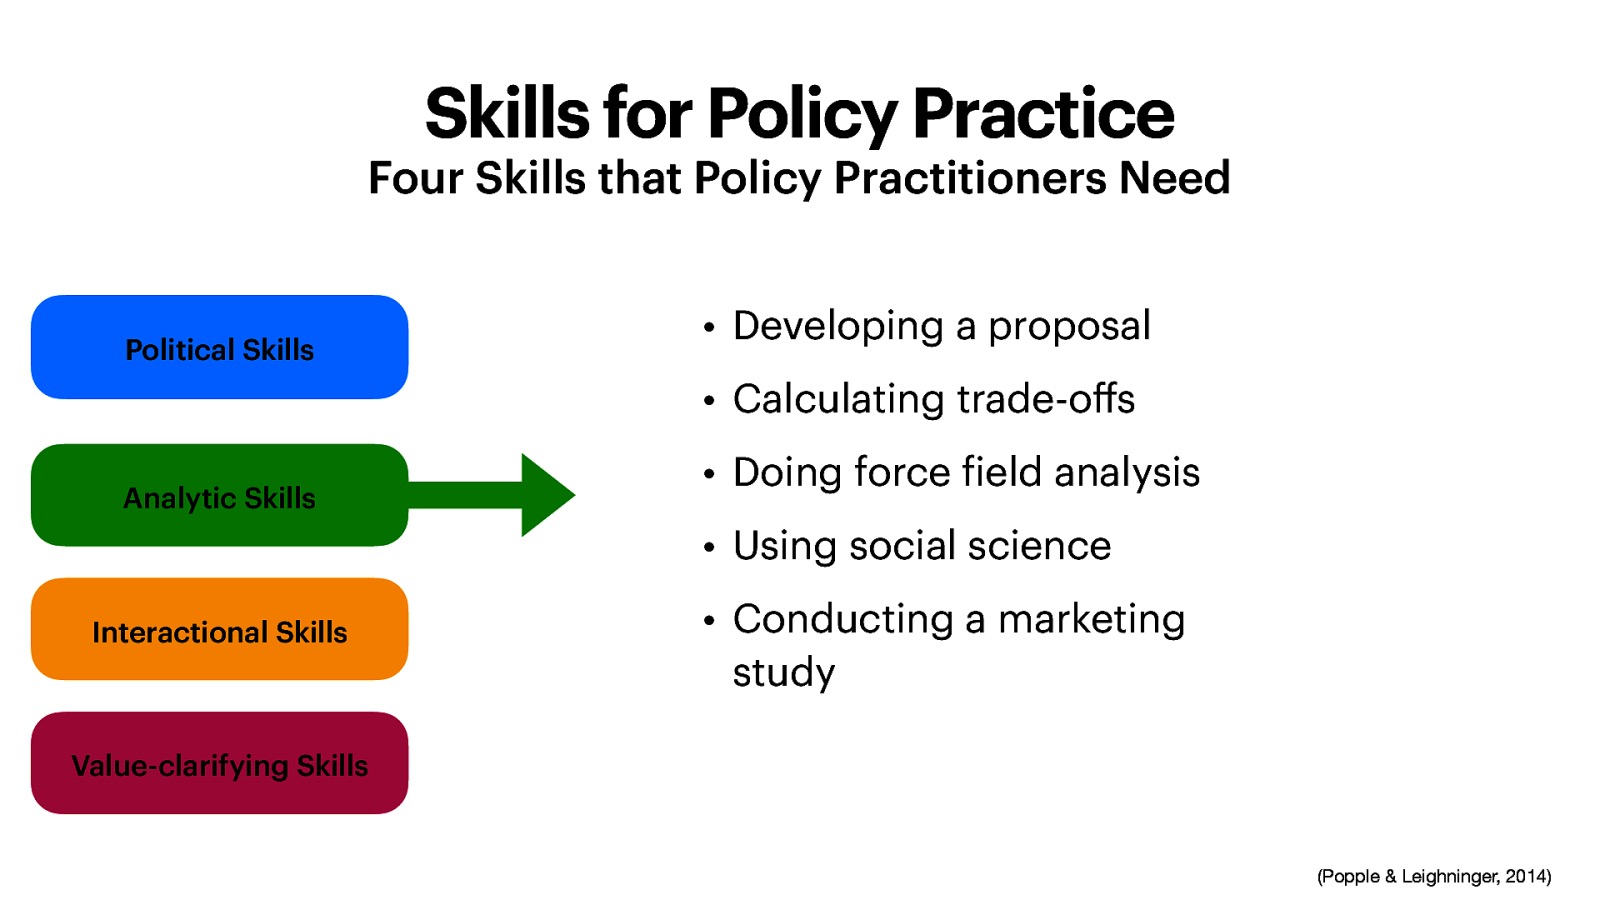 Skills for Policy Practice
Four Skills that Policy Practitioners Need
Political Skills
Analytic Skills
Interactional Skills
Value-clarifying Skills
• Developing a proposal
• Calculating trade-offs
• Doing force field analysis
• Using social science
• Conducting a marketing
study
(Popple & Leighninger, 2014)